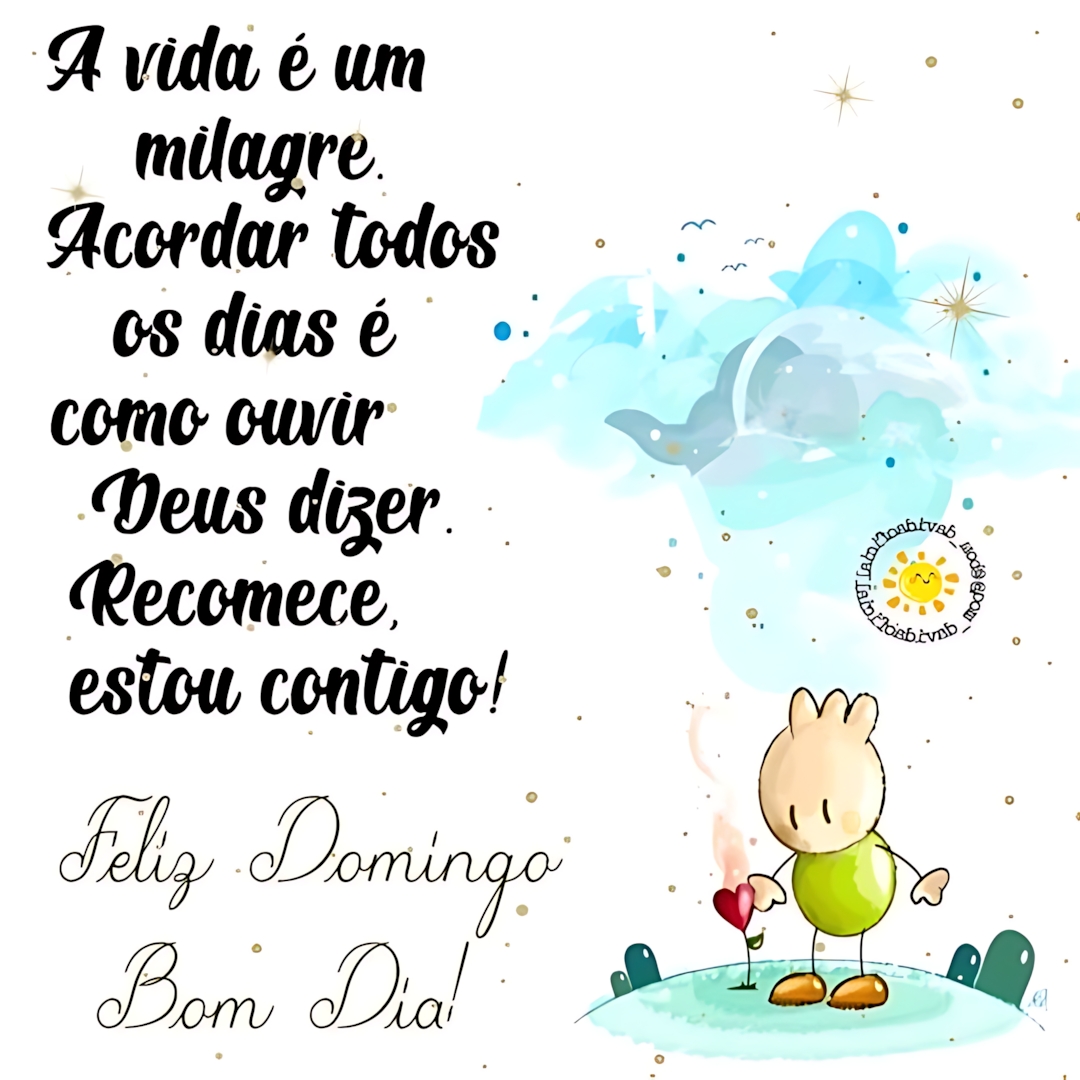 A vida é um
milagre.
Acordar todos
os dias é
como ouvir
Deus dizer.
Recomece,
estou contigo!
Feliz Domingo
Bom Dia!